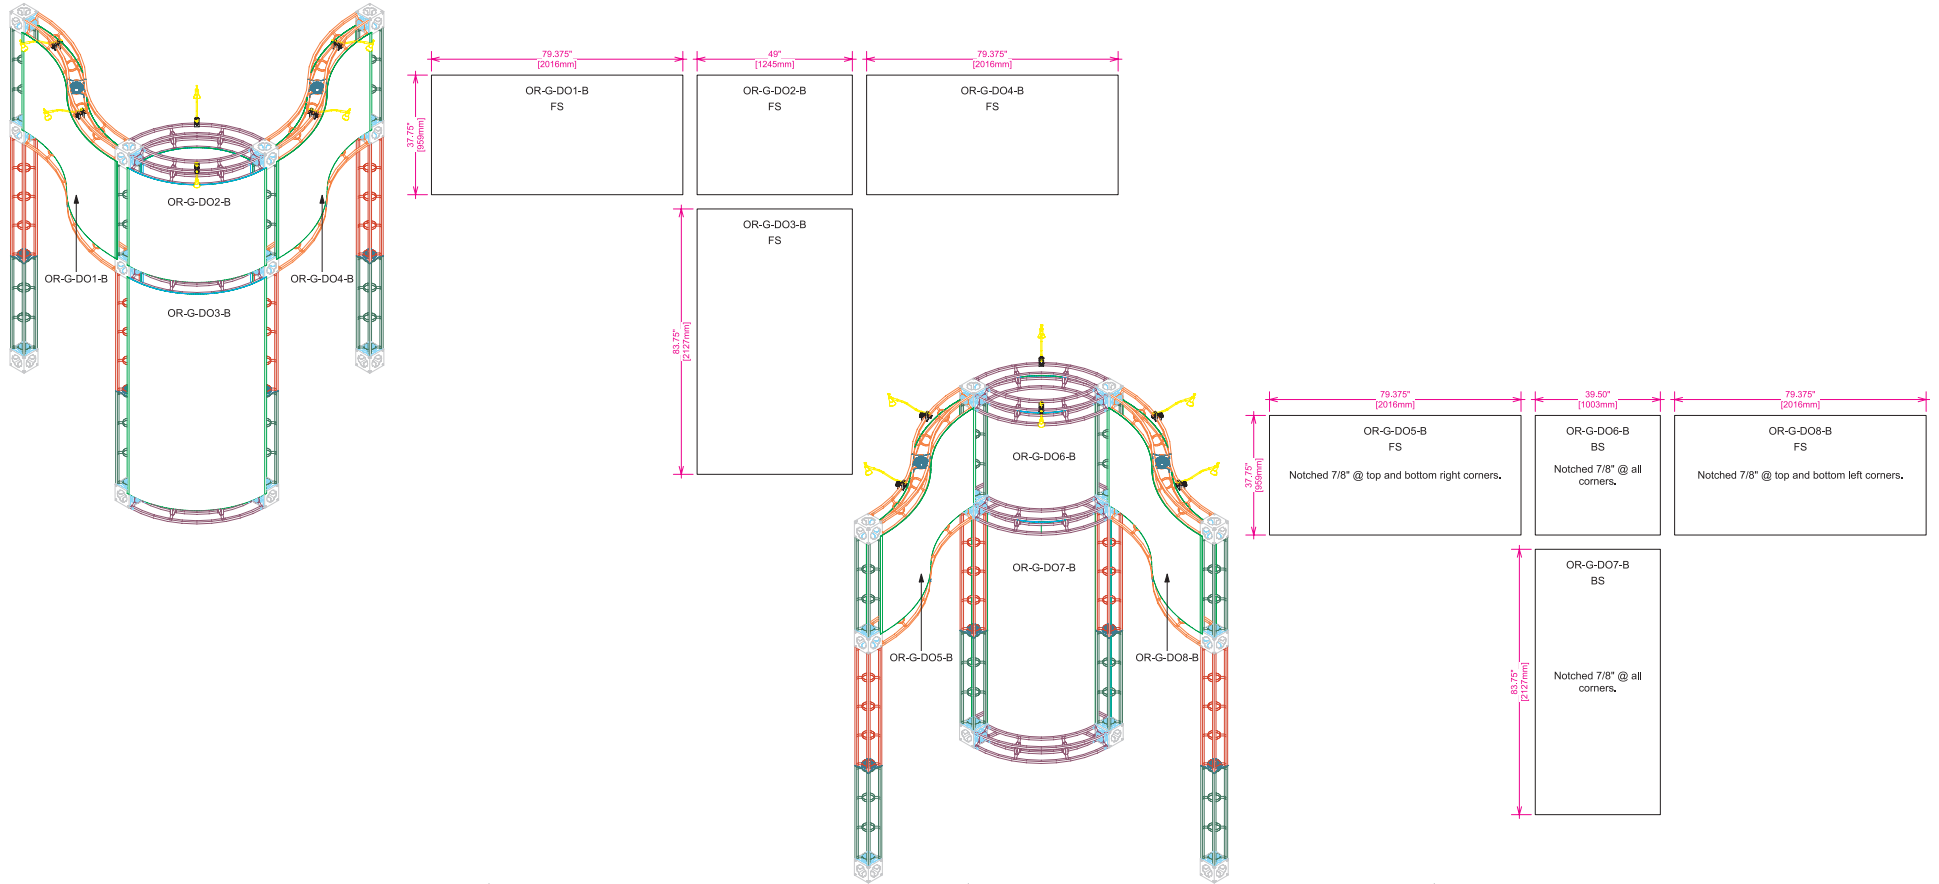 79.375"
[2016mm]
49"
[1245mm]
79.375"
[2016mm]
37.75"
[959mm]
OR-G-DO1-B
FS
OR-G-DO2-B
FS
OR-G-DO4-B
FS
83.75"
[2127mm]
OR-G-DO3-B
FS
OR-G-DO2-B
OR-G-DO1-B
OR-G-DO4-B
OR-G-DO3-B
79.375"
[2016mm]
39.50"
[1003mm]
79.375"
[2016mm]
37.75"
[959mm]
OR-G-DO5-B
FS
Notched 7/8" @ top and bottom right corners.
OR-G-DO6-B
BS
Notched 7/8" @ all
corners.
OR-G-DO8-B
FS
Notched 7/8" @ top and bottom left corners.
83.75"
[2127mm]
OR-G-DO7-B
BS
Notched 7/8" @ all
corners.
OR-G-DO6-B
OR-G-DO7-B
OR-G-DO5-B
OR-G-DO8-B